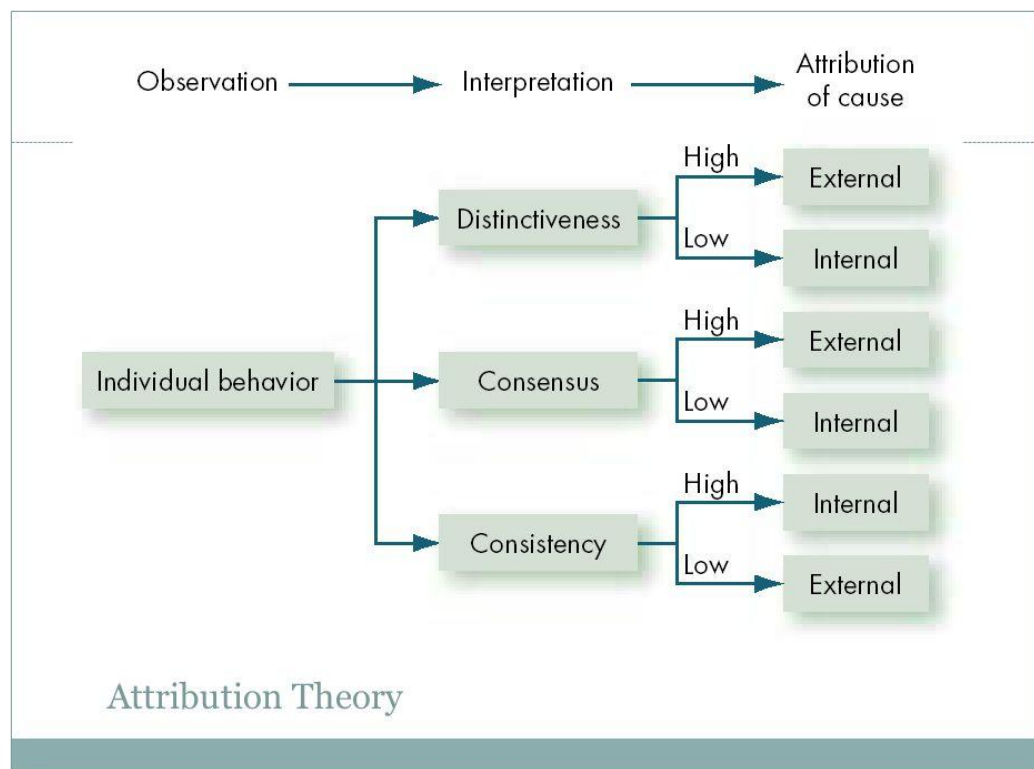 Observation
Interpretation
Attribution
of cause
High
External
Distinctiveness
Low
Internal
High
External
Individual behavior
Consensus
Low
Internal
High
Internal
Consistency
Low
External
Attribution Theory